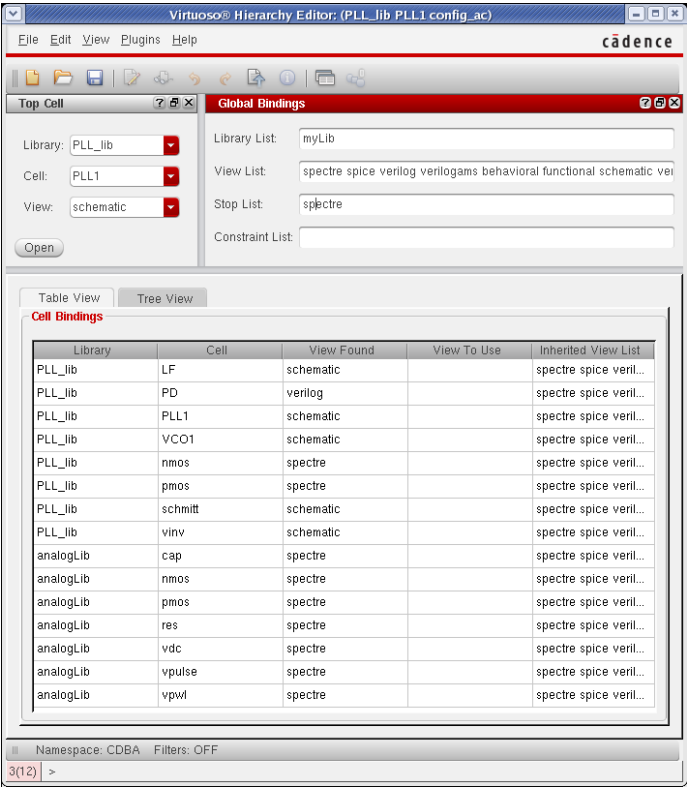 Virtuoso® Hierarchy Editor: (PLL_lib PLL1 config_ac)
File Edit View Plugins Help
cādence
Top Cell
Library: PLL_lib
Cell: PLL1
View: schematic
Open
Global Bindings
Library List: myLib
View List: spectre spice verilog verilogams behavioral functional schematic veri
Stop List: spectre
Constraint List:
Table View Tree View
Cell Bindings
Library Cell View Found View To Use Inherited View List
PLL_lib LF schematic spectre spice veril...
PLL_lib PD verilog spectre spice veril...
PLL_lib PLL1 schematic spectre spice veril...
PLL_lib VCO1 schematic spectre spice veril...
PLL_lib nmos spectre spectre spice veril...
PLL_lib pmos spectre spectre spice veril...
PLL_lib schmitt schematic spectre spice veril...
PLL_lib vinv schematic spectre spice veril...
analogLib cap spectre spectre spice veril...
analogLib nmos spectre spectre spice veril...
analogLib pmos spectre spectre spice veril...
analogLib res spectre spectre spice veril...
analogLib vdc spectre spectre spice veril...
analogLib vpulse spectre spectre spice veril...
analogLib vpwl spectre spectre spice veril...
Namespace: CDBA Filters: OFF
3(12) >